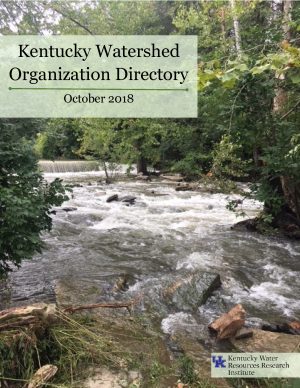 Kentucky Watershed
Organization Directory
October 2018
UK
Kentucky Water
Resources Research
Institute